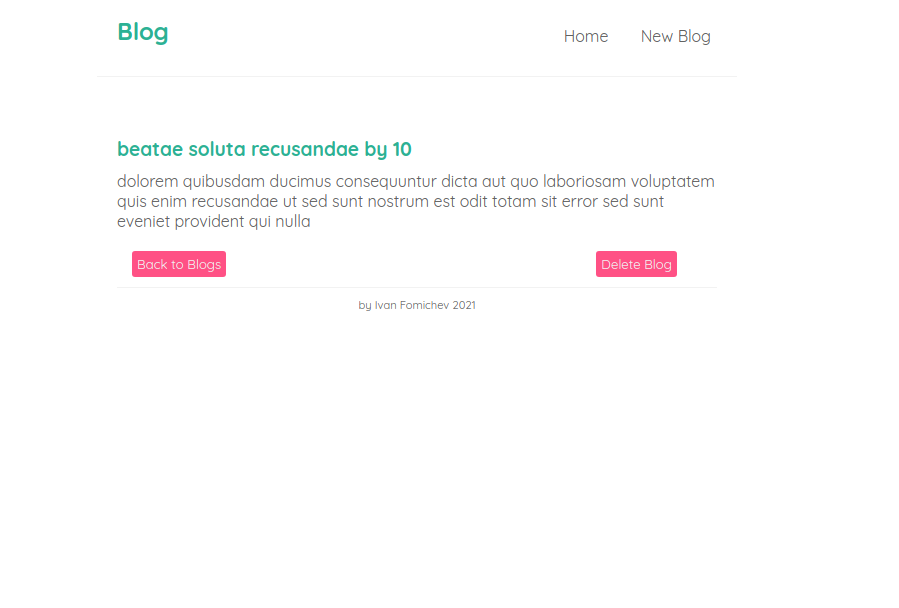 Blog
Home
New Blog
beatae soluta recusandae by 10
dolorem quibusdam ducimus consequuntur dicta aut quo laboriosam voluptatem
quis enim recusandae ut sed sunt nostrum est odit totam sit error sed sunt
eveniet provident qui nulla
Back to Blogs
Delete Blog
by Ivan Fomichev 2021